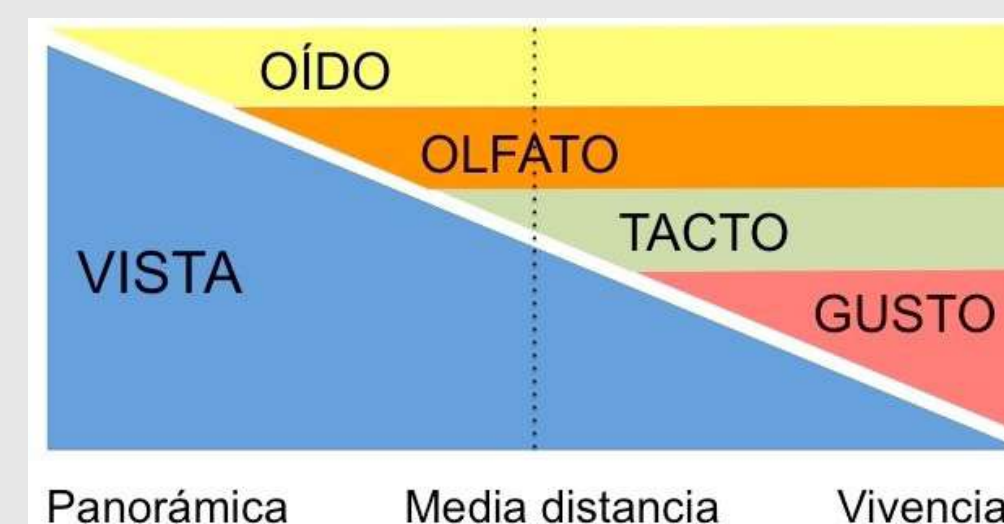 OÍDO
OLFATO
TACTO
VISTA
GUSTO
Panorámica Media distancia Vivencia